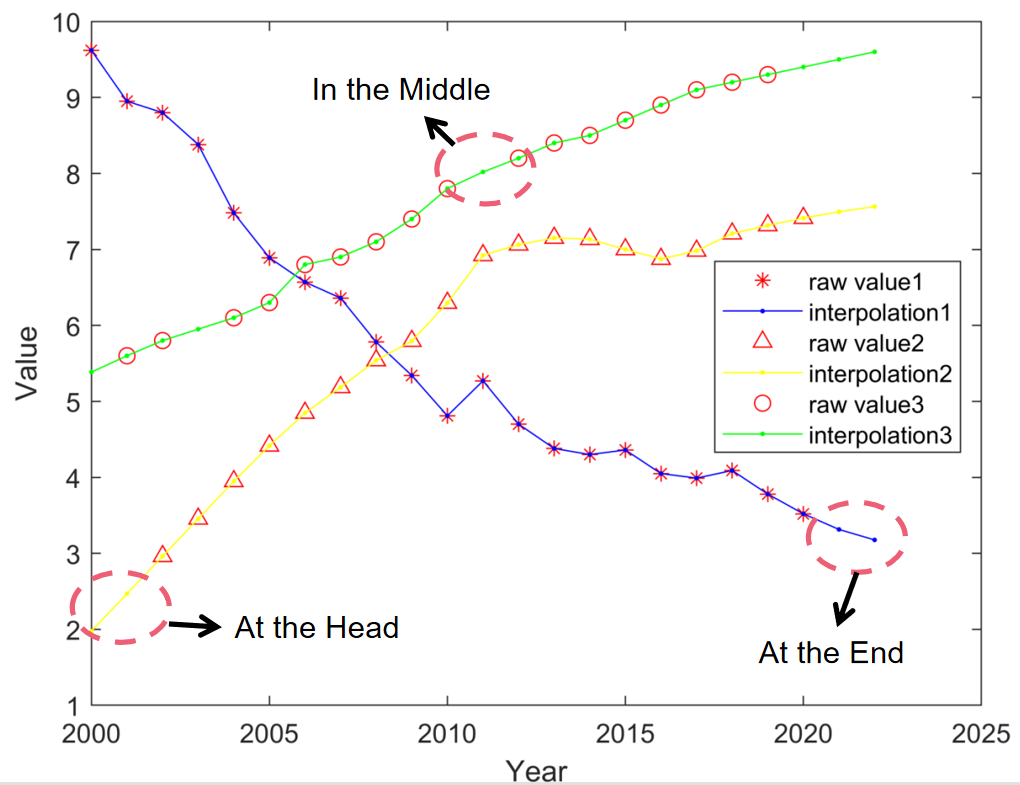 10
9
8
7
6
5
4
3
2
1
Value
In the Middle
raw value1
interpolation1
raw value2
interpolation2
raw value3
interpolation3
At the Head
At the End
2000 2005 2010 2015 2020 2025
Year